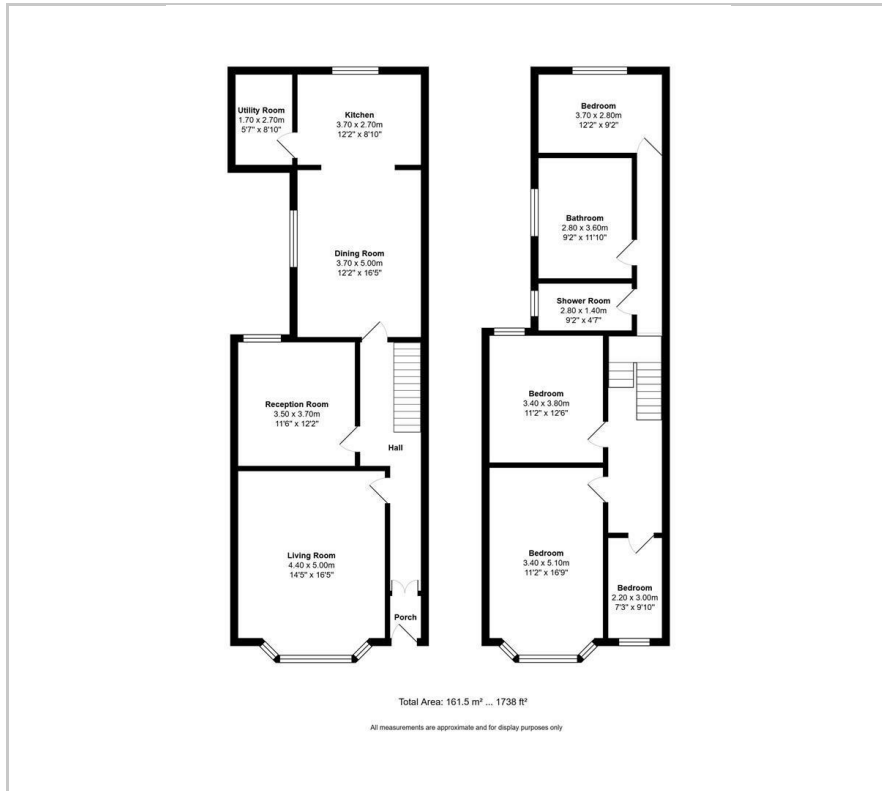 Utility Room
1.70 x 2.70m
5'7" x 8'10"
Kitchen
3.70 x 2.70m
12'2" x 8'10"
Dining Room
3.70 x 5.00m
12'2" x 16'5"
Reception Room
3.50 x 3.70m
11'6" x 12'2"
Hall
Living Room
4.40 x 5.00m
14'5" x 16'5"
Porch
Bedroom
3.70 x 2.80m
12'2" x 9'2"
Bathroom
2.80 x 3.60m
9'2" x 11'10"
Shower Room
2.80 x 1.40m
9'2" x 4'7"
Bedroom
3.40 x 3.80m
11'2" x 12'6"
Bedroom
3.40 x 5.10m
11'2" x 16'9"
Bedroom
2.20 x 3.00m
7'3" x 9'10"
Total Area: 161.5 m² ... 1738 ft²
All measurements are approximate and for display purposes only